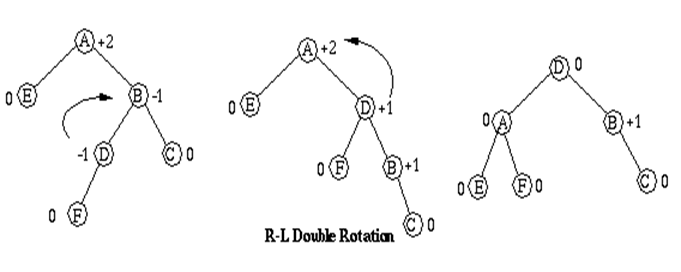 A +2
0 E B -1
-1 D C 0
0 F
A +2
0 E D +1
0 F B +1
C 0
D 0
0 A B +1
0 E F 0 C 0
R-L Double Rotation